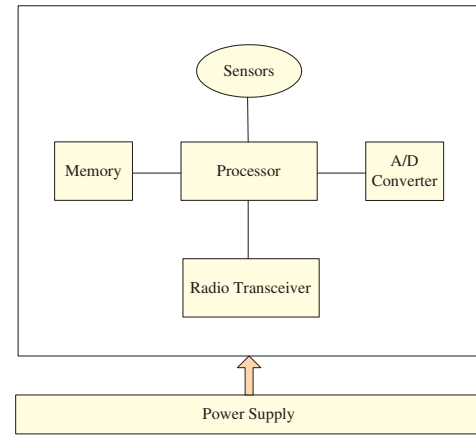 Sensors
Memory
Processor
A/D
Converter
Radio Transceiver
Power Supply